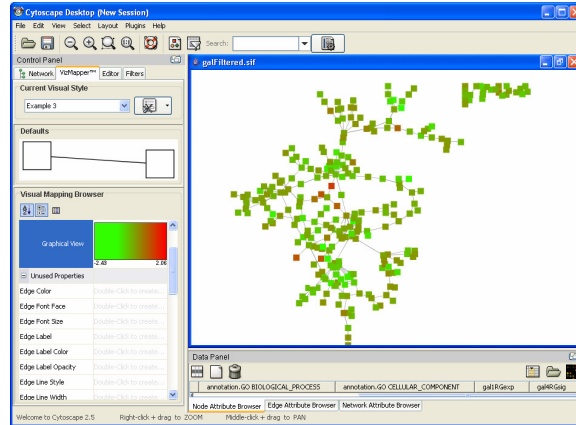 Cytoscape Desktop (New Session)
File Edit View Select Layout Plugins Help
Search:
Control Panel
Network VizMapper™ Editor Filters
Current Visual Style
Example 3
Defaults
Visual Mapping Browser
Graphical View
-2.43 2.06
Unused Properties
Edge Color Double-Click to create...
Edge Font Face Double-Click to create...
Edge Font Size Double-Click to create...
Edge Label Double-Click to create...
Edge Label Color Double-Click to create...
Edge Label Opacity Double-Click to create...
Edge Line Style Double-Click to create...
Edge Line Width Double-Click to create...
galFiltered.sif
Data Panel
annotation.GO BIOLOGICAL_PROCESS annotation.GO CELLULAR_COMPONENT gal1RGexp gal4RGsig
Node Attribute Browser Edge Attribute Browser Network Attribute Browser
Welcome to Cytoscape 2.5 Right-click + drag to ZOOM Middle-click + drag to PAN